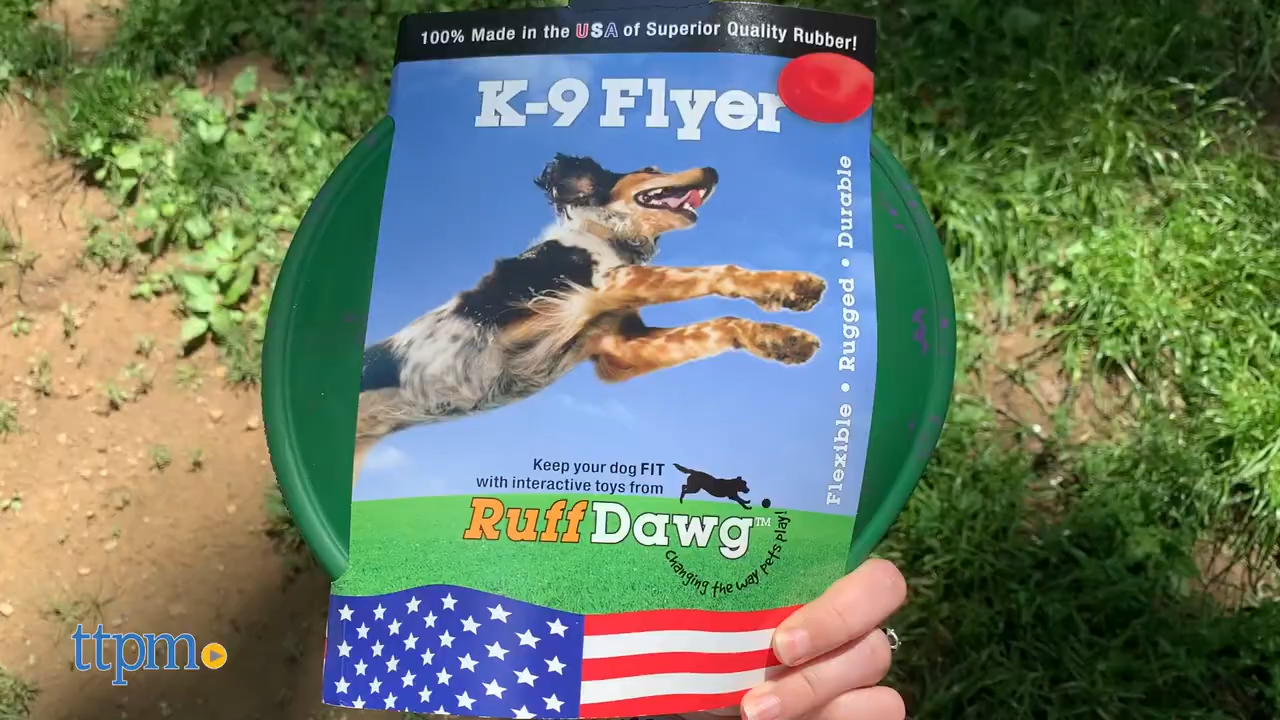 100% Made in the USA of Superior Quality Rubber!
K-9 Flyer
Flexible • Rugged • Durable
Keep your dog FIT
with interactive toys from
RuffDawg™
Changing the way pets play!
ttpm